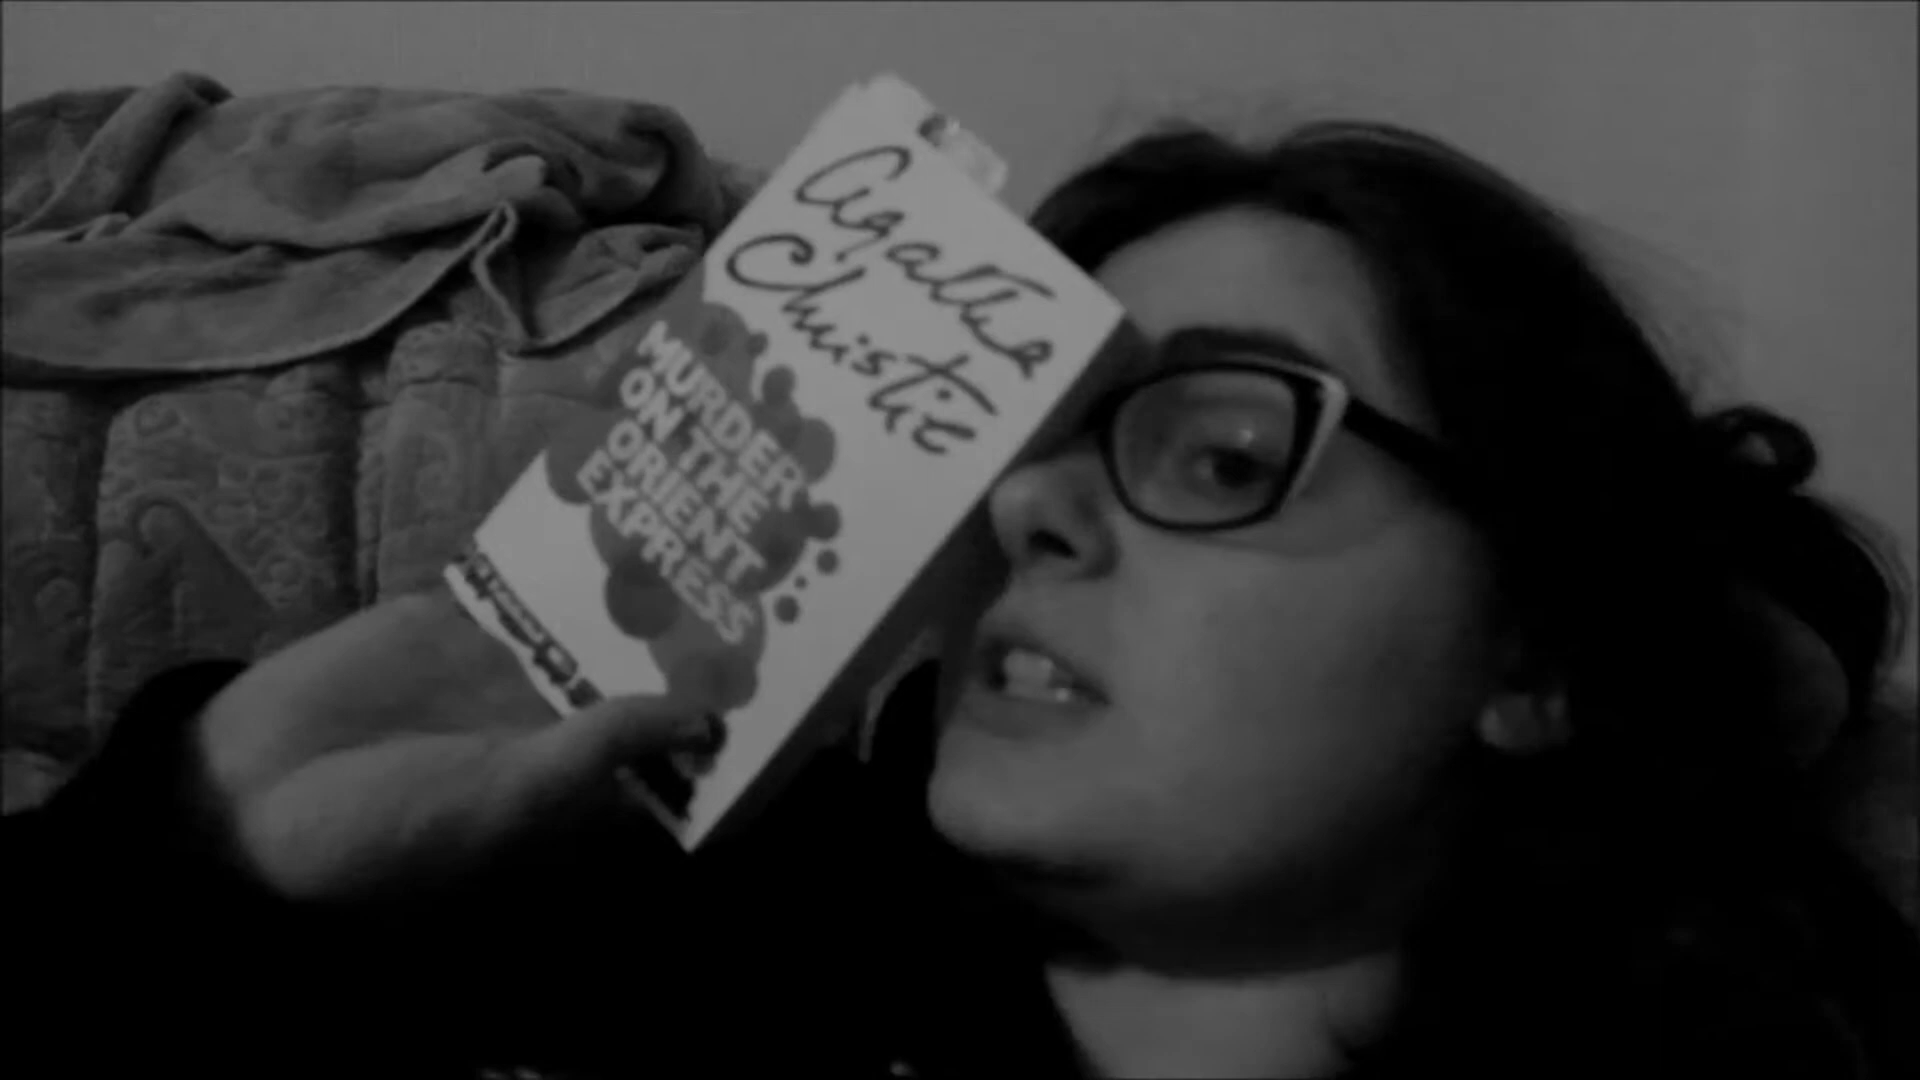 Agatha
Christie
MURDER
ON THE
ORIENT
EXPRESS